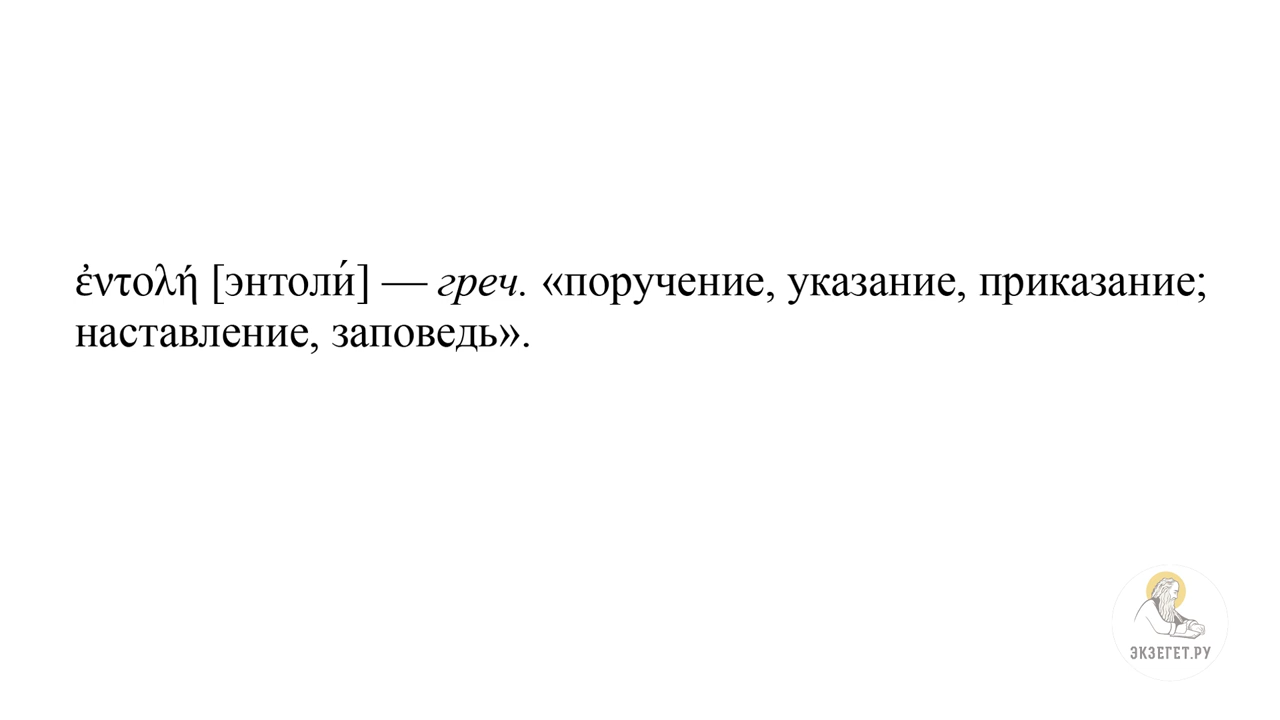 ἐντολή [энтоли́] — греч. «поручение, указание, приказание;
наставление, заповедь».
ЭКЗЕГЕТ.РУ